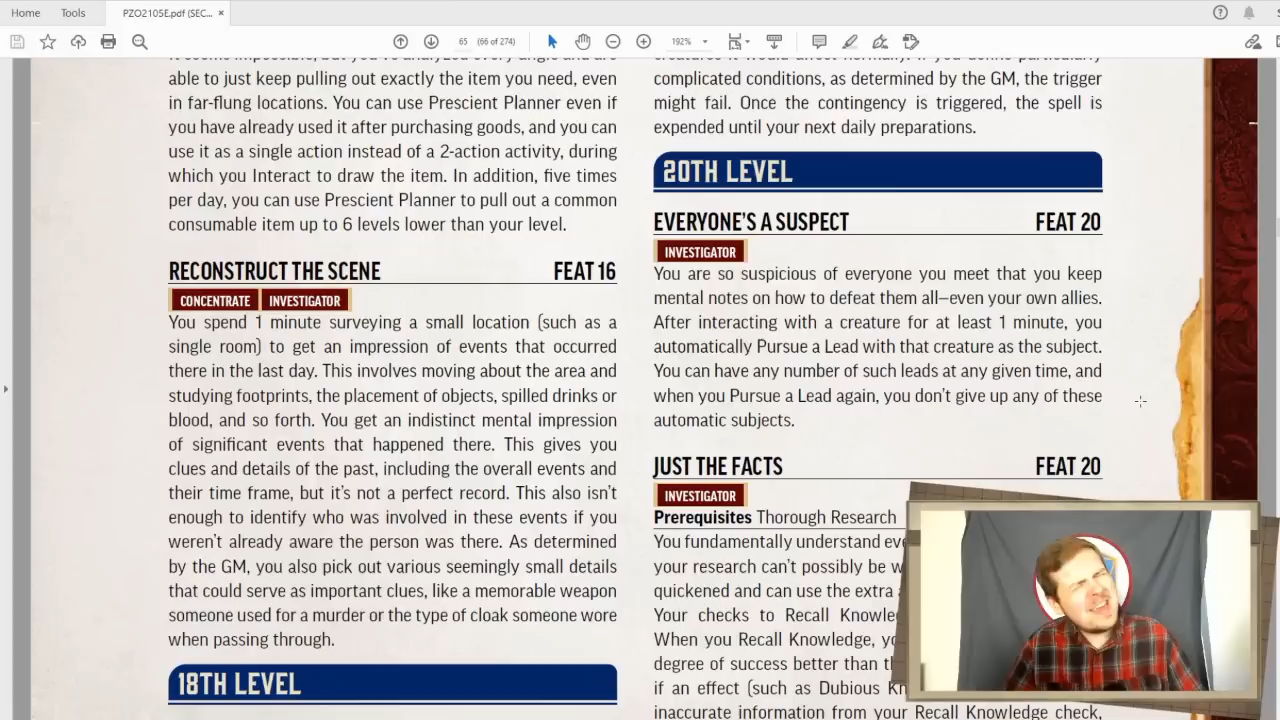 Home
Tools
PZO2105E.pdf (SEC...
65
(66 of 274)
192%
able to just keep pulling out exactly the item you need, even
in far-flung locations. You can use Prescient Planner even if
you have already used it after purchasing goods, and you can
use it as a single action instead of a 2-action activity, during
which you Interact to draw the item. In addition, five times
per day, you can use Prescient Planner to pull out a common
consumable item up to 6 levels lower than your level.
RECONSTRUCT THE SCENE FEAT 16
CONCENTRATE INVESTIGATOR
You spend 1 minute surveying a small location (such as a
single room) to get an impression of events that occurred
there in the last day. This involves moving about the area and
studying footprints, the placement of objects, spilled drinks or
blood, and so forth. You get an indistinct mental impression
of significant events that happened there. This gives you
clues and details of the past, including the overall events and
their time frame, but it's not a perfect record. This also isn't
enough to identify who was involved in these events if you
weren't already aware the person was there. As determined
by the GM, you also pick out various seemingly small details
that could serve as important clues, like a memorable weapon
someone used for a murder or the type of cloak someone wore
when passing through.
18TH LEVEL
complicated conditions, as determined by the GM, the trigger
might fail. Once the contingency is triggered, the spell is
expended until your next daily preparations.
20TH LEVEL
EVERYONE'S A SUSPECT FEAT 20
INVESTIGATOR
You are so suspicious of everyone you meet that you keep
mental notes on how to defeat them all—even your own allies.
After interacting with a creature for at least 1 minute, you
automatically Pursue a Lead with that creature as the subject.
You can have any number of such leads at any given time, and
when you Pursue a Lead again, you don't give up any of these
automatic subjects.
JUST THE FACTS FEAT 20
INVESTIGATOR
Prerequisites Thorough Research
You fundamentally understand
your research can't possibly be
quickened and can use the extra
Your checks to Recall
When you Recall Knowledge,
degree of success better than
if an effect (such as Dubious
inaccurate information from your Recall Knowledge check,